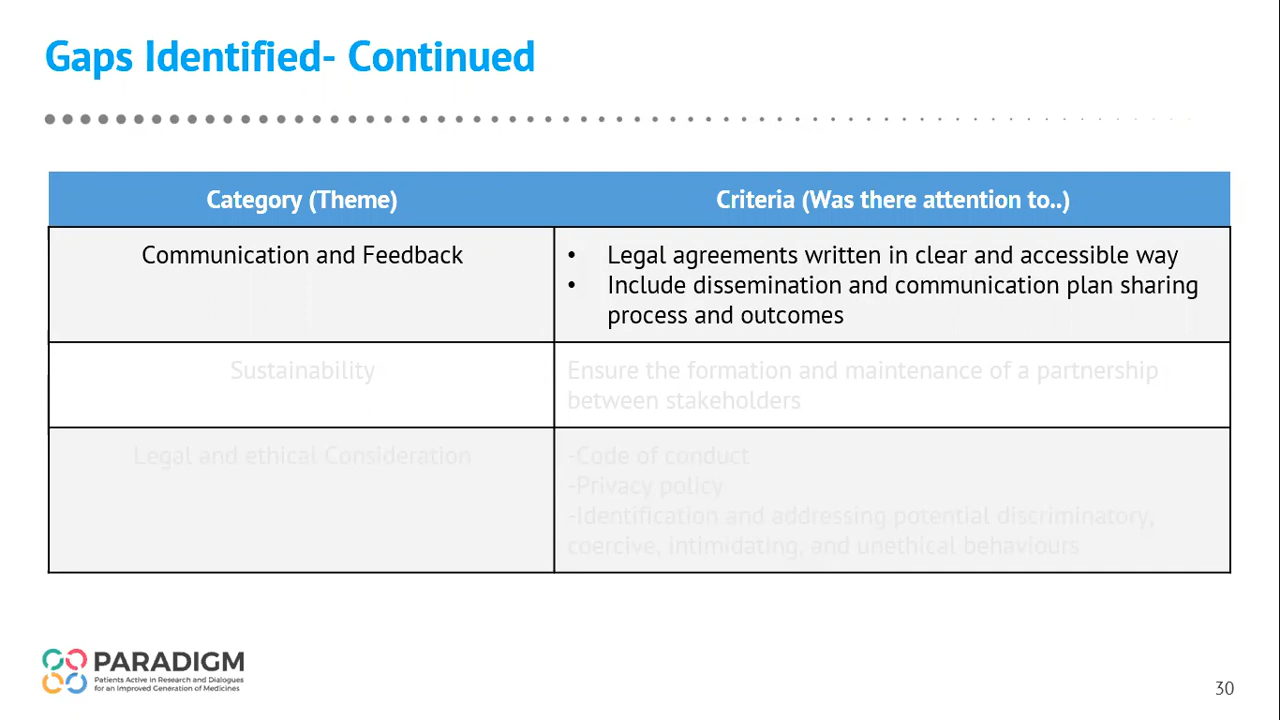 Gaps Identified- Continued
Category (Theme)
Criteria (Was there attention to..)
Communication and Feedback
• Legal agreements written in clear and accessible way
• Include dissemination and communication plan sharing
process and outcomes
Sustainability
Ensure the formation and maintenance of a partnership
between stakeholders
Legal and ethical Consideration
-Code of conduct
-Privacy policy
-Identification and addressing potential discriminatory,
coercive, intimidating, and unethical behaviours
PARADIGM
Patients Active in Research and Dialogues
for an Improved Generation of Medicines
30